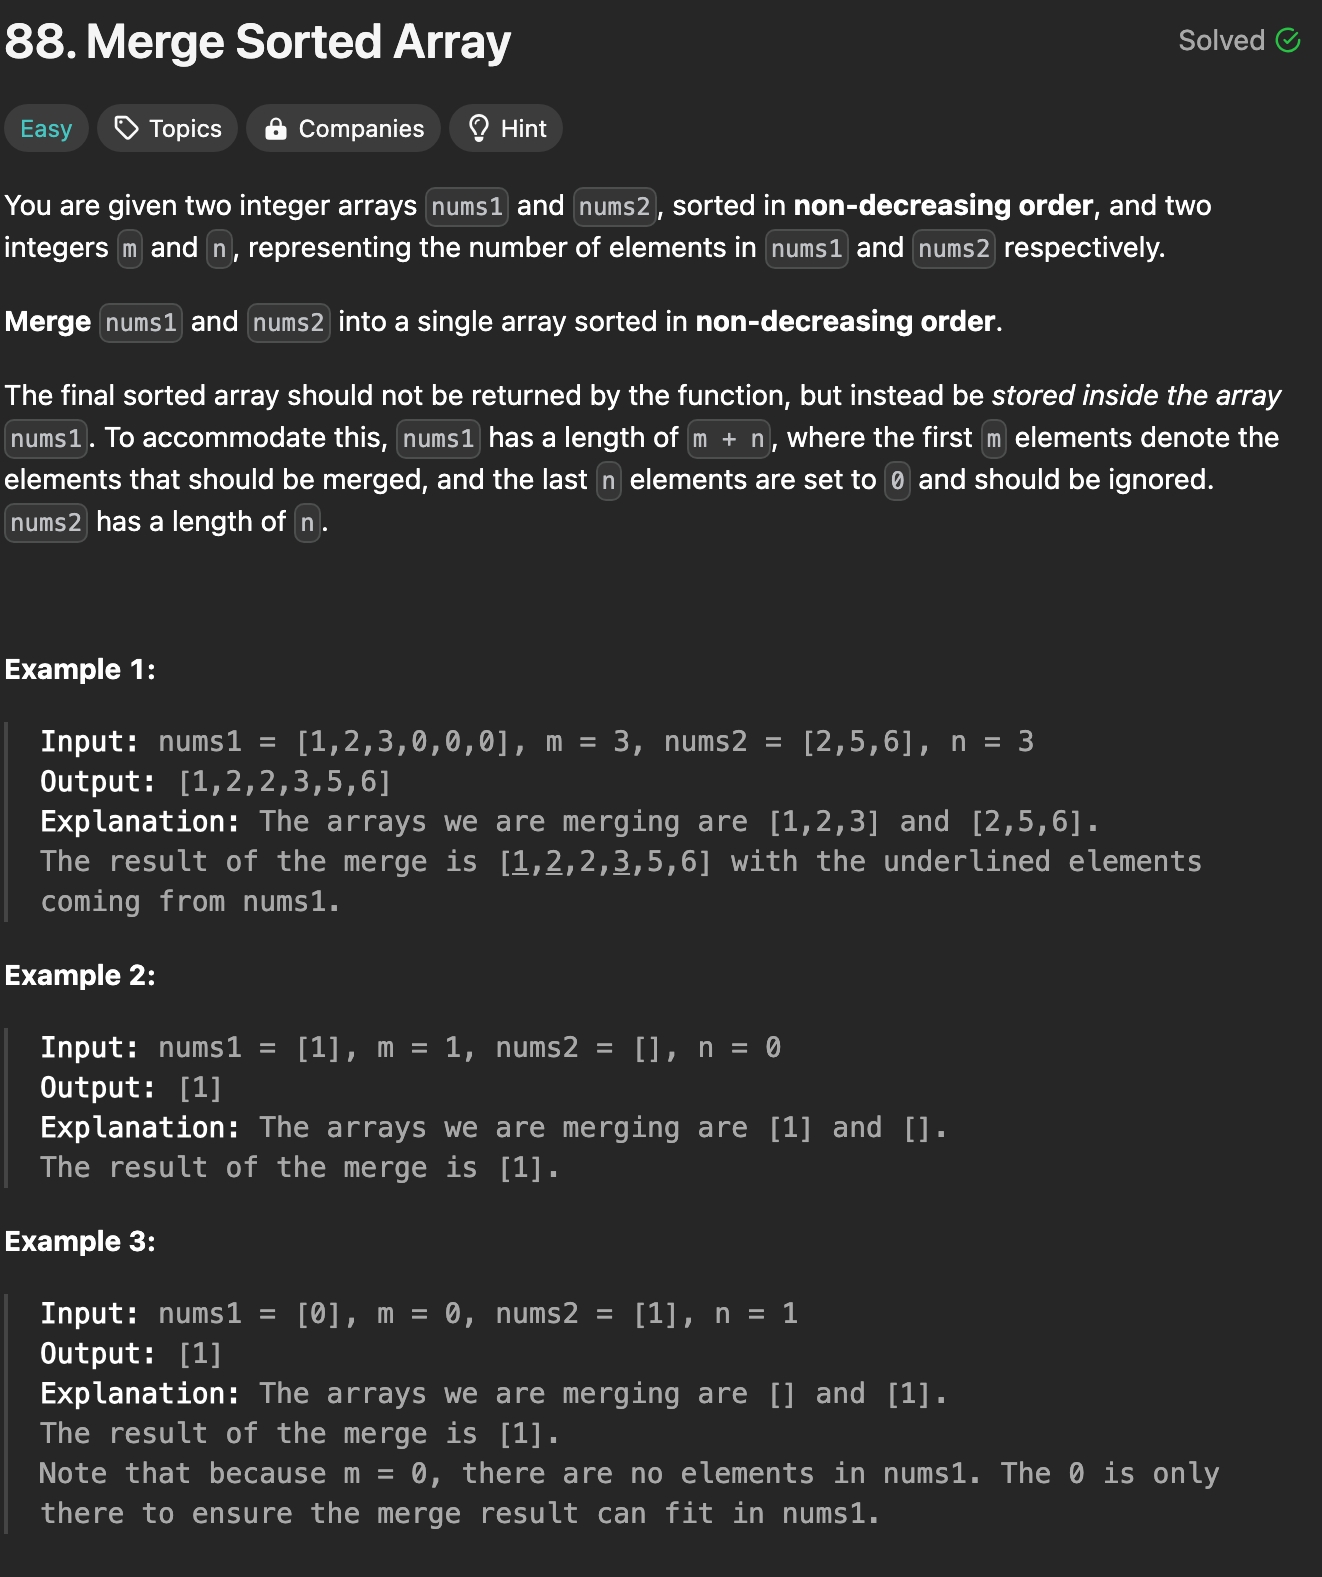 88. Merge Sorted Array
Solved
Easy
Topics
Companies
Hint
You are given two integer arrays nums1 and nums2, sorted in non-decreasing order, and two
integers m and n, representing the number of elements in nums1 and nums2 respectively.
Merge nums1 and nums2 into a single array sorted in non-decreasing order.
The final sorted array should not be returned by the function, but instead be stored inside the array
nums1. To accommodate this, nums1 has a length of m + n, where the first m elements denote the
elements that should be merged, and the last n elements are set to 0 and should be ignored.
nums2 has a length of n.
Example 1:
Input: nums1 = [1,2,3,0,0,0], m = 3, nums2 = [2,5,6], n = 3
Output: [1,2,2,3,5,6]
Explanation: The arrays we are merging are [1,2,3] and [2,5,6].
The result of the merge is [1,2,2,3,5,6] with the underlined elements
coming from nums1.
Example 2:
Input: nums1 = [1], m = 1, nums2 = [], n = 0
Output: [1]
Explanation: The arrays we are merging are [1] and [].
The result of the merge is [1].
Example 3:
Input: nums1 = [0], m = 0, nums2 = [1], n = 1
Output: [1]
Explanation: The arrays we are merging are [] and [1].
The result of the merge is [1].
Note that because m = 0, there are no elements in nums1. The 0 is only
there to ensure the merge result can fit in nums1.